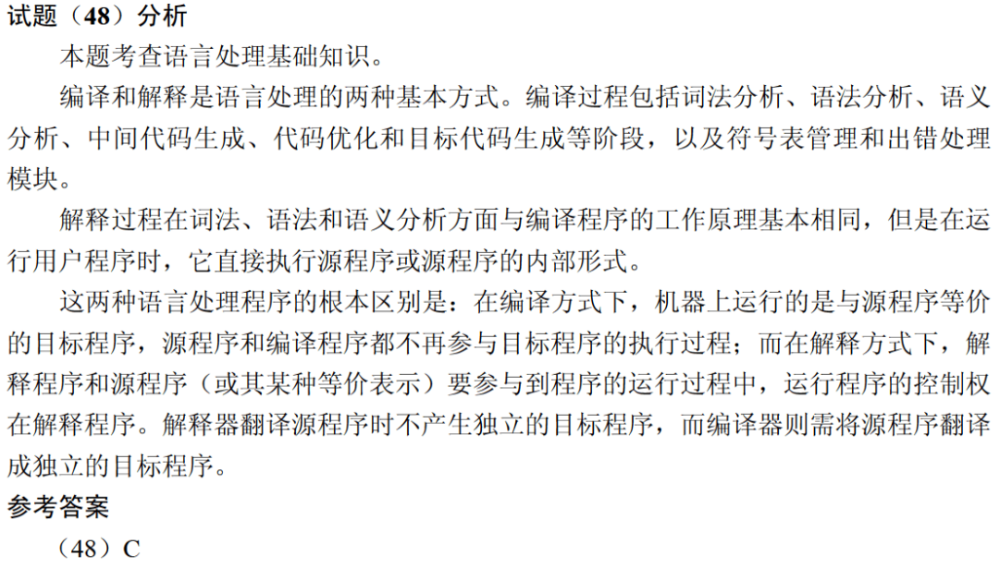 试题（48）分析
本题考查语言处理基础知识。
编译和解释是语言处理的两种基本方式。编译过程包括词法分析、语法分析、语义
分析、中间代码生成、代码优化和目标代码生成等阶段，以及符号表管理和出错处理
模块。
解释过程在词法、语法和语义分析方面与编译程序的工作原理基本相同，但是在运
行用户程序时，它直接执行源程序或源程序的内部形式。
这两种语言处理程序的根本区别是：在编译方式下，机器上运行的是与源程序等价
的目标程序，源程序和编译程序都不再参与目标程序的执行过程；而在解释方式下，解
释程序和源程序（或其某种等价表示）要参与到程序的运行过程中，运行程序的控制权
在解释程序。解释器翻译源程序时不产生独立的目标程序，而编译器则需将源程序翻译
成独立的目标程序。
参考答案
（48）C